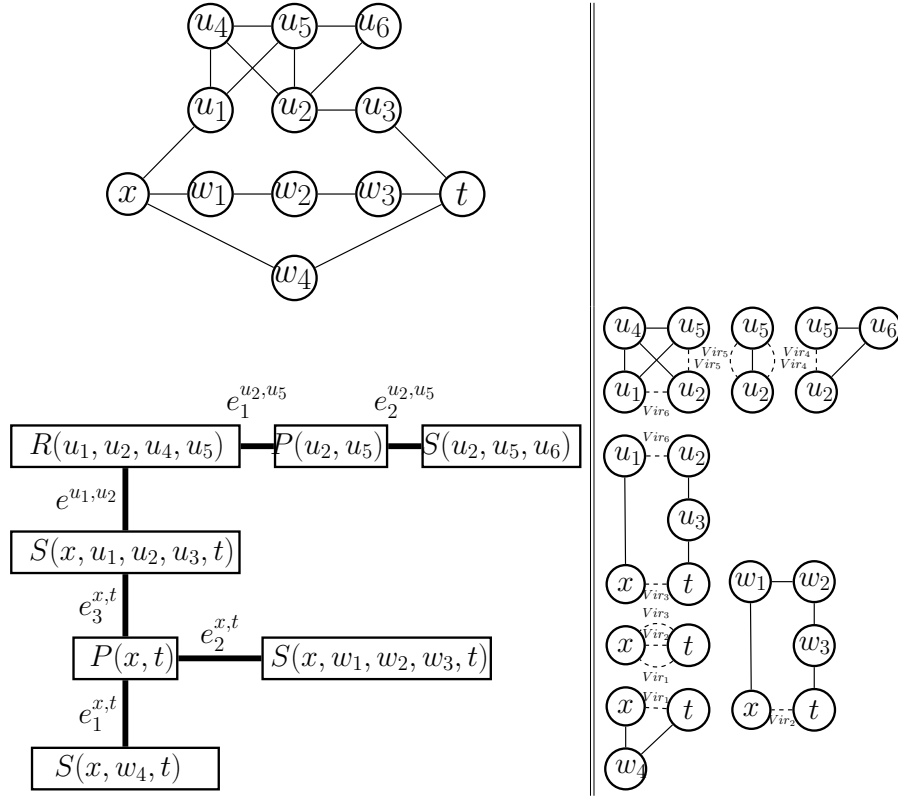 u₄ u₅ u₆
u₁ u₂ u₃
x w₁ w₂ w₃ t
w₄
e₁^{u₂,u₅} e₂^{u₂,u₅}
R(u₁, u₂, u₄, u₅) P(u₂, u₅) S(u₂, u₅, u₆)
e^{u₁,u₂}
S(x, u₁, u₂, u₃, t)
e₃^{x,t}
e₂^{x,t}
P(x, t) S(x, w₁, w₂, w₃, t)
e₁^{x,t}
S(x, w₄, t)
u₄ u₅ u₅ u₅ u₆
Vir₅ Vir₄
Vir₅ Vir₄
u₁ u₂ u₂ u₂
Vir₆
Vir₆
u₁ u₂
u₃
x t
Vir₃
w₁ w₂
w₃
x t
Vir₂
Vir₃
x Vir₂ t
Vir₁
x Vir₁ t
w₄